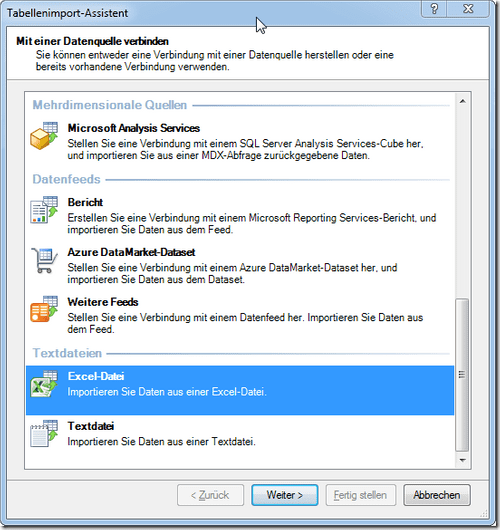 Tabellenimport-Assistent
Mit einer Datenquelle verbinden
Sie können entweder eine Verbindung mit einer Datenquelle herstellen oder eine
bereits vorhandene Verbindung verwenden.
Mehrdimensionale Quellen
Microsoft Analysis Services
Stellen Sie eine Verbindung mit einem SQL Server Analysis Services-Cube her,
und importieren Sie aus einer MDX-Abfrage zurückgegebene Daten.
Datenfeeds
Bericht
Erstellen Sie eine Verbindung mit einem Microsoft Reporting Services-Bericht, und
importieren Sie Daten aus dem Feed.
Azure DataMarket-Dataset
Stellen Sie eine Verbindung mit einem Azure DataMarket-Dataset her, und
importieren Sie Daten aus dem Dataset.
Weitere Feeds
Stellen Sie eine Verbindung mit einem Datenfeed her. Importieren Sie Daten aus
dem Feed.
Textdateien
Excel-Datei
Importieren Sie Daten aus einer Excel-Datei.
Textdatei
Importieren Sie Daten aus einer Textdatei.
< Zurück Weiter > Fertig stellen Abbrechen